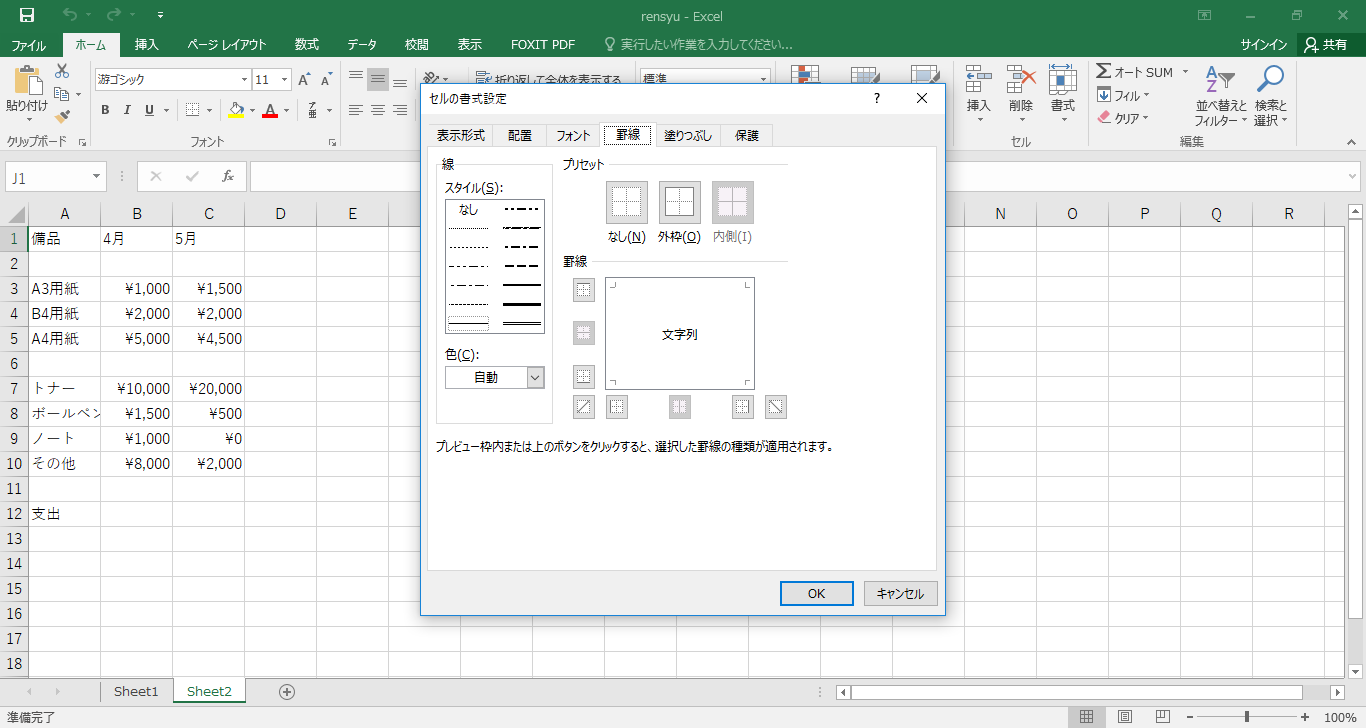 rensyu - Excel
ファイル ホーム 挿入 ページ レイアウト 数式 データ 校閲 表示 FOXIT PDF 実行したい作業を入力してください... サインイン 共有
游ゴシック 11 折り返して全体を表示する 標準
貼り付け
B I U A 亜
挿入 削除 書式
Σ オート SUM
フィル
クリア
並べ替えと フィルター
検索と 選択
クリップボード フォント セル 編集
J1 fx
A B C D E N O P Q R
1 備品 4月 5月
2
3 A3用紙 ¥1,000 ¥1,500
4 B4用紙 ¥2,000 ¥2,000
5 A4用紙 ¥5,000 ¥4,500
6
7 トナー ¥10,000 ¥20,000
8 ボールペン ¥1,500 ¥500
9 ノート ¥1,000 ¥0
10 その他 ¥8,000 ¥2,000
11
12 支出
13
14
15
16
17
18
セルの書式設定 ?
表示形式 配置 フォント 罫線 塗りつぶし 保護
線
スタイル(S):
なし
色(C):
自動
プリセット
なし(N) 外枠(O) 内側(I)
罫線
文字列
プレビュー枠内または上のボタンをクリックすると、選択した罫線の種類が適用されます。
OK キャンセル
Sheet1 Sheet2
準備完了 100%